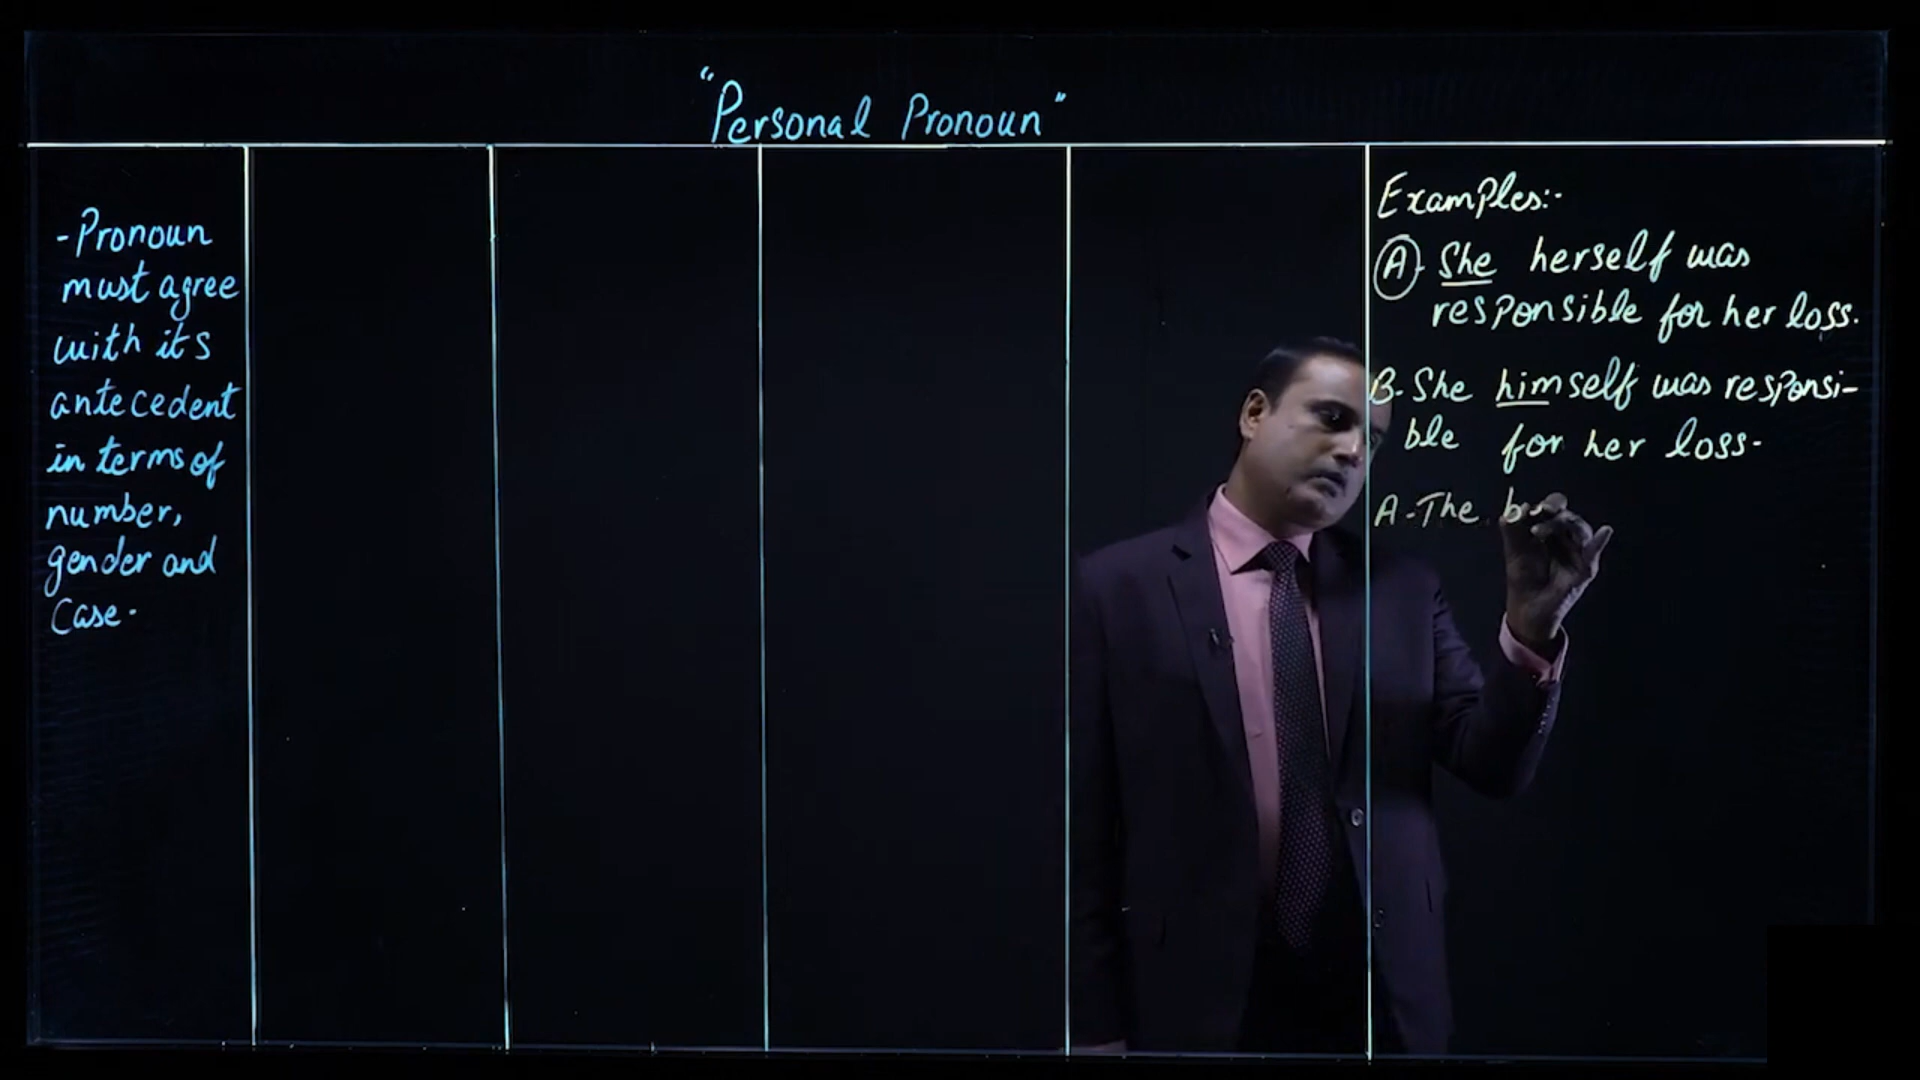 "Personal Pronoun"
-Pronoun
must agree
with its
antecedent
in terms of
number,
gender and
Case.
Examples:-
A. She herself was
responsible for her loss.
B. She himself was responsi-
ble for her loss.
A. The